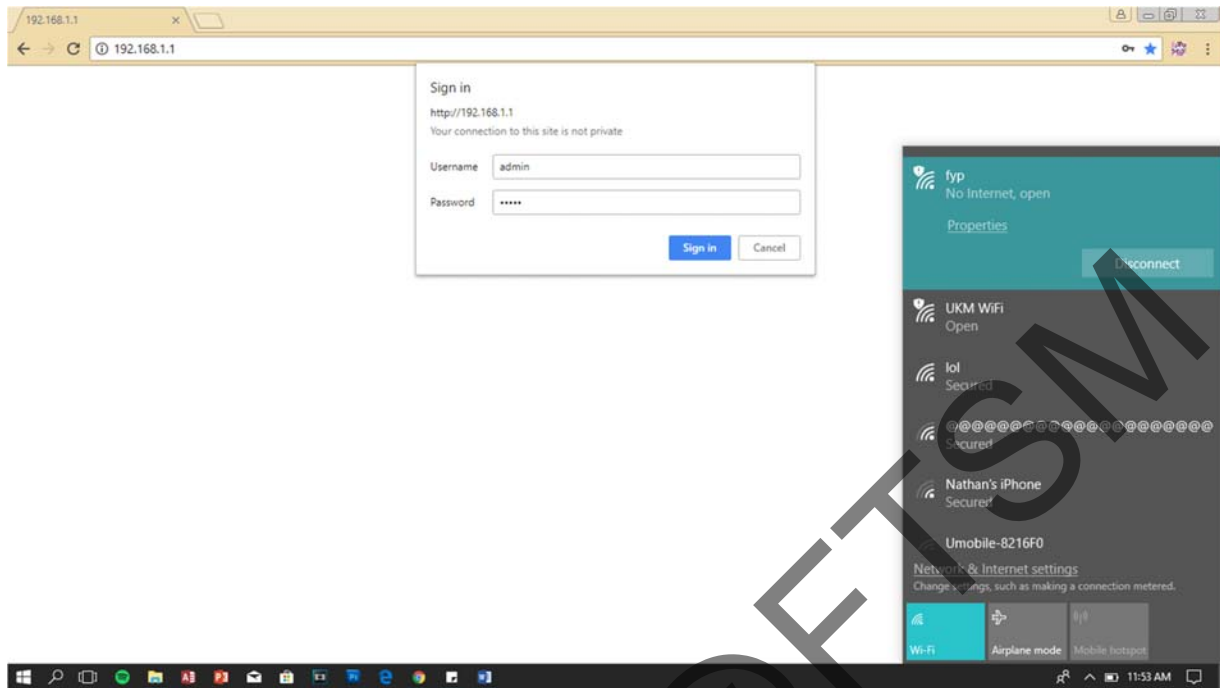 192.168.1.1
192.168.1.1
Sign in
http://192.168.1.1
Your connection to this site is not private
Username admin
Password •••••
Sign in Cancel
fyp
No Internet, open
Properties
Disconnect
UKM WiFi
Open
lol
Secured
@@@@@@@@@@@@@@@@@@@@@
Secured
Nathan's iPhone
Secured
Umobile-8216F0
Network & Internet settings
Change settings, such as making a connection metered.
Wi-Fi Airplane mode Mobile hotspot
11:53 AM
FTSM